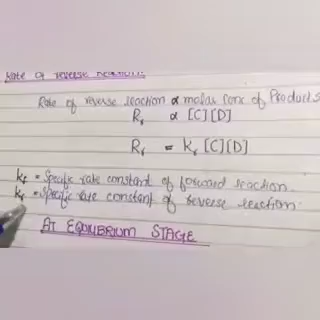 Rate of reverse reaction:
Rate of reverse reaction ∝ molar conc of Products
Rᵣ ∝ [C][D]
Rᵣ = kᵣ [C][D]
kf = Specific rate constant of forward reaction.
kᵣ = Specific rate constant of reverse reaction.
AT EQULIBRIUM STAGE